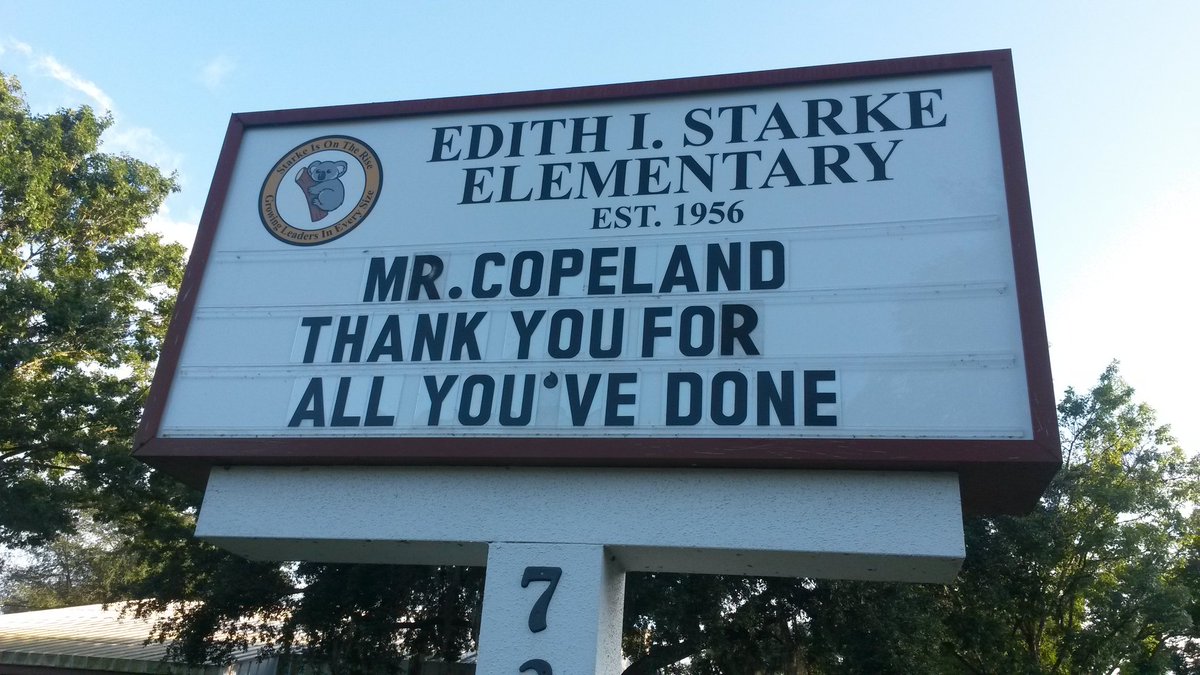 Starke Is On The Rise
Growing Leaders In Every Size
EDITH I. STARKE
ELEMENTARY
EST. 1956
MR. COPELAND
THANK YOU FOR
ALL YOU'VE DONE
7